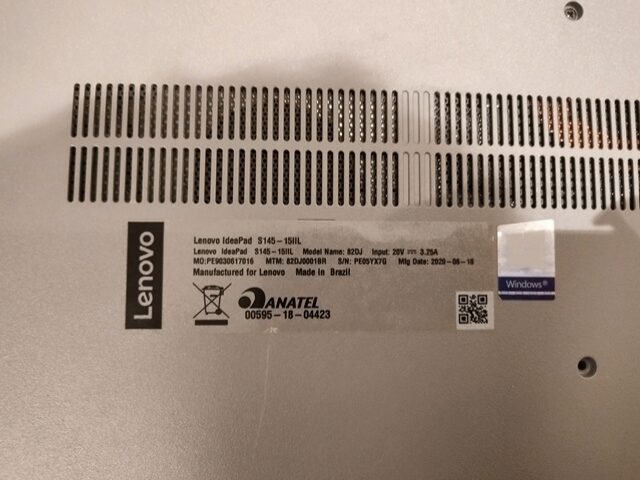 Lenovo
Lenovo IdeaPad S145-15IIL
Lenovo IdeaPad S145-15IIL Model Name: 82DJ Input: 20V 3.25A
MO:PE9030617016 MTM: 82DJ0001BR S/N: PE05YX7G Mfg Date: 2020-06-18
Manufactured for Lenovo Made in Brazil
ANATEL
00595-18-04423
Windows®